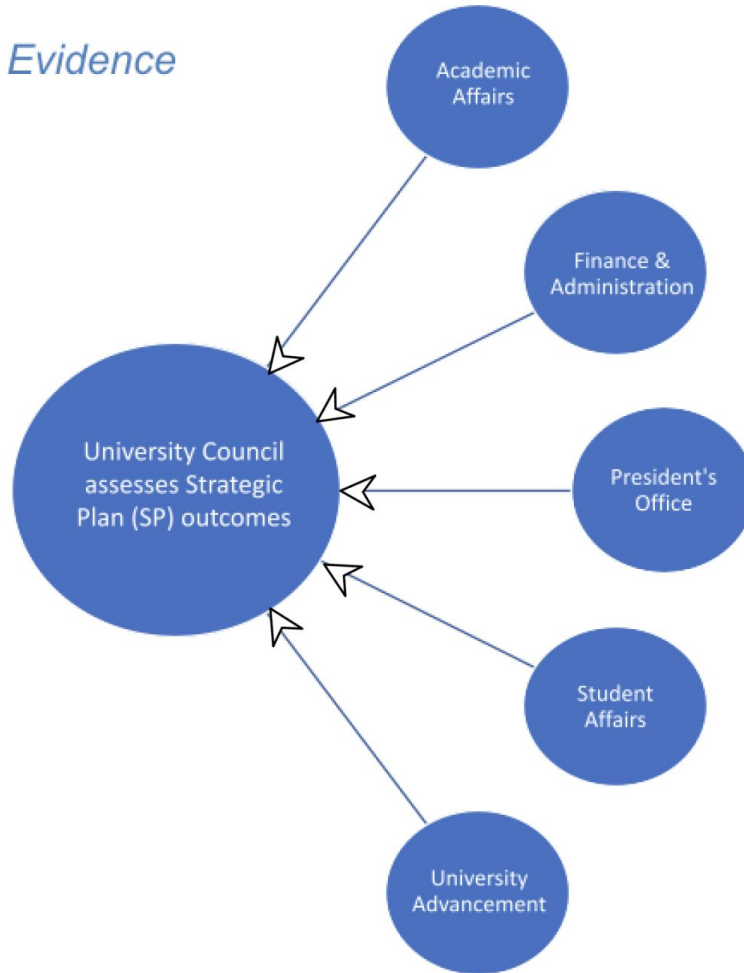 Evidence
Academic
Affairs
Finance &
Administration
University Council
assesses Strategic
Plan (SP) outcomes
President's
Office
Student
Affairs
University
Advancement